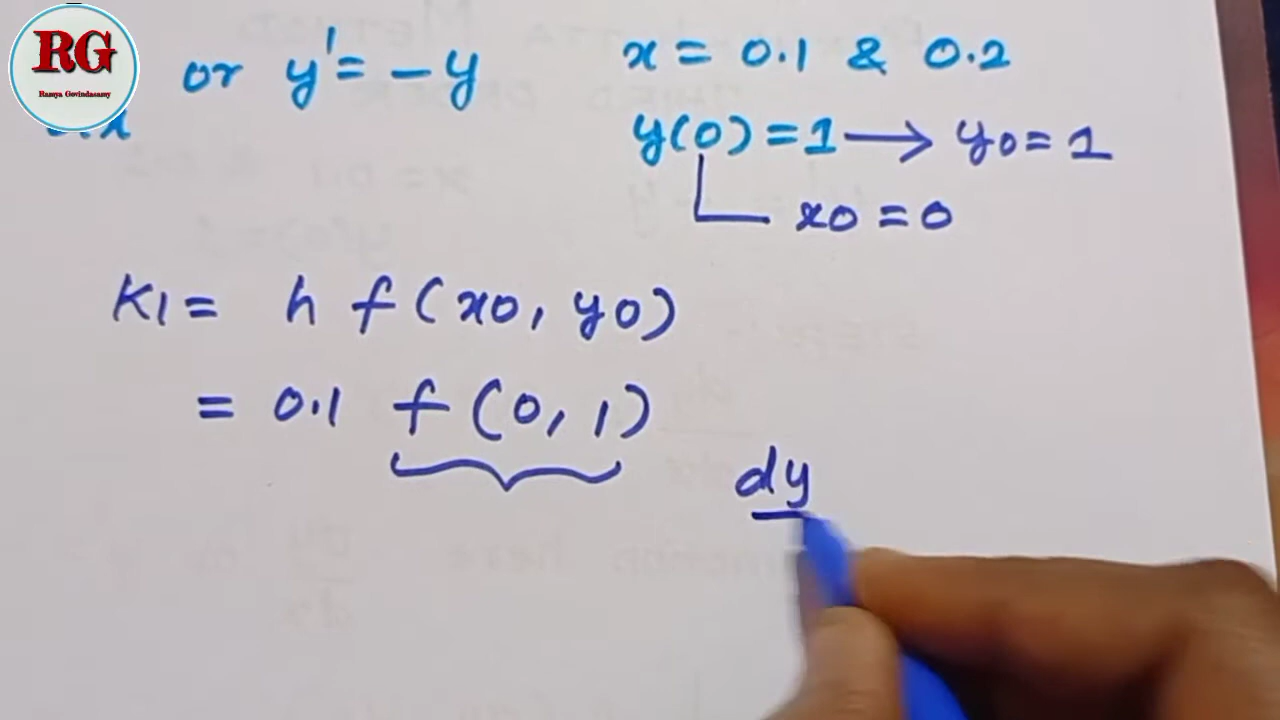 RG
Ramya Govindasamy
or y' = -y
x = 0.1 & 0.2
y(0) = 1 → y0 = 1
x0 = 0
K1 = h f(x0, y0)
= 0.1 f(0, 1)
dy